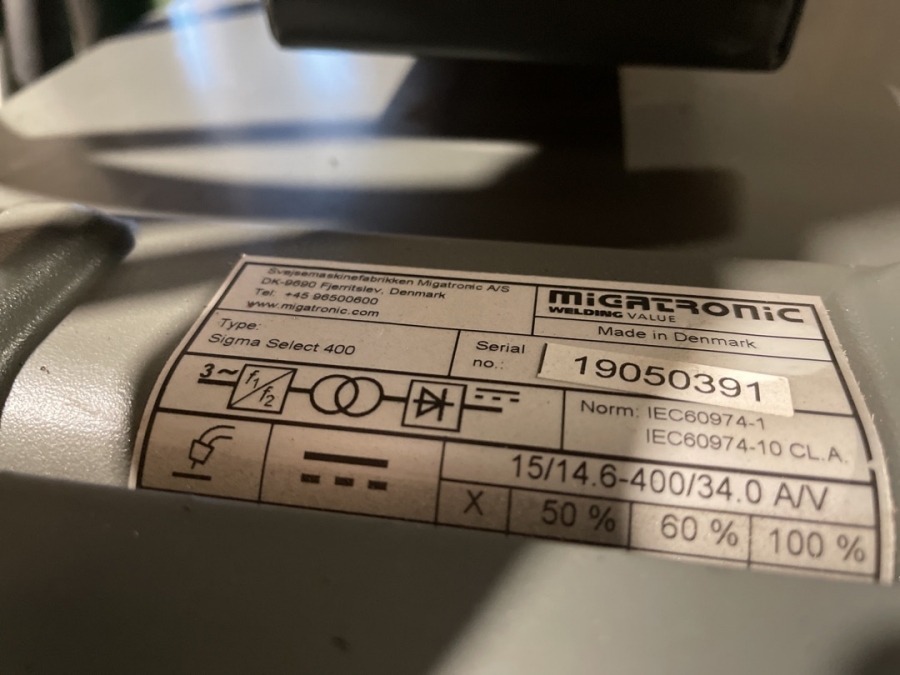 Svejsemaskinefabrikken Migatronic A/S
DK-9690 Fjerritslev, Denmark
Tel. +45 96500600
www.migatronic.com
MIGATRONIC
WELDING VALUE
Made in Denmark
Type:
Sigma Select 400
Serial
no.:
19050391
3~
f1
f2
Norm: IEC60974-1
IEC60974-10 CL.A.
15/14.6-400/34.0 A/V
X
50 %
60 %
100 %